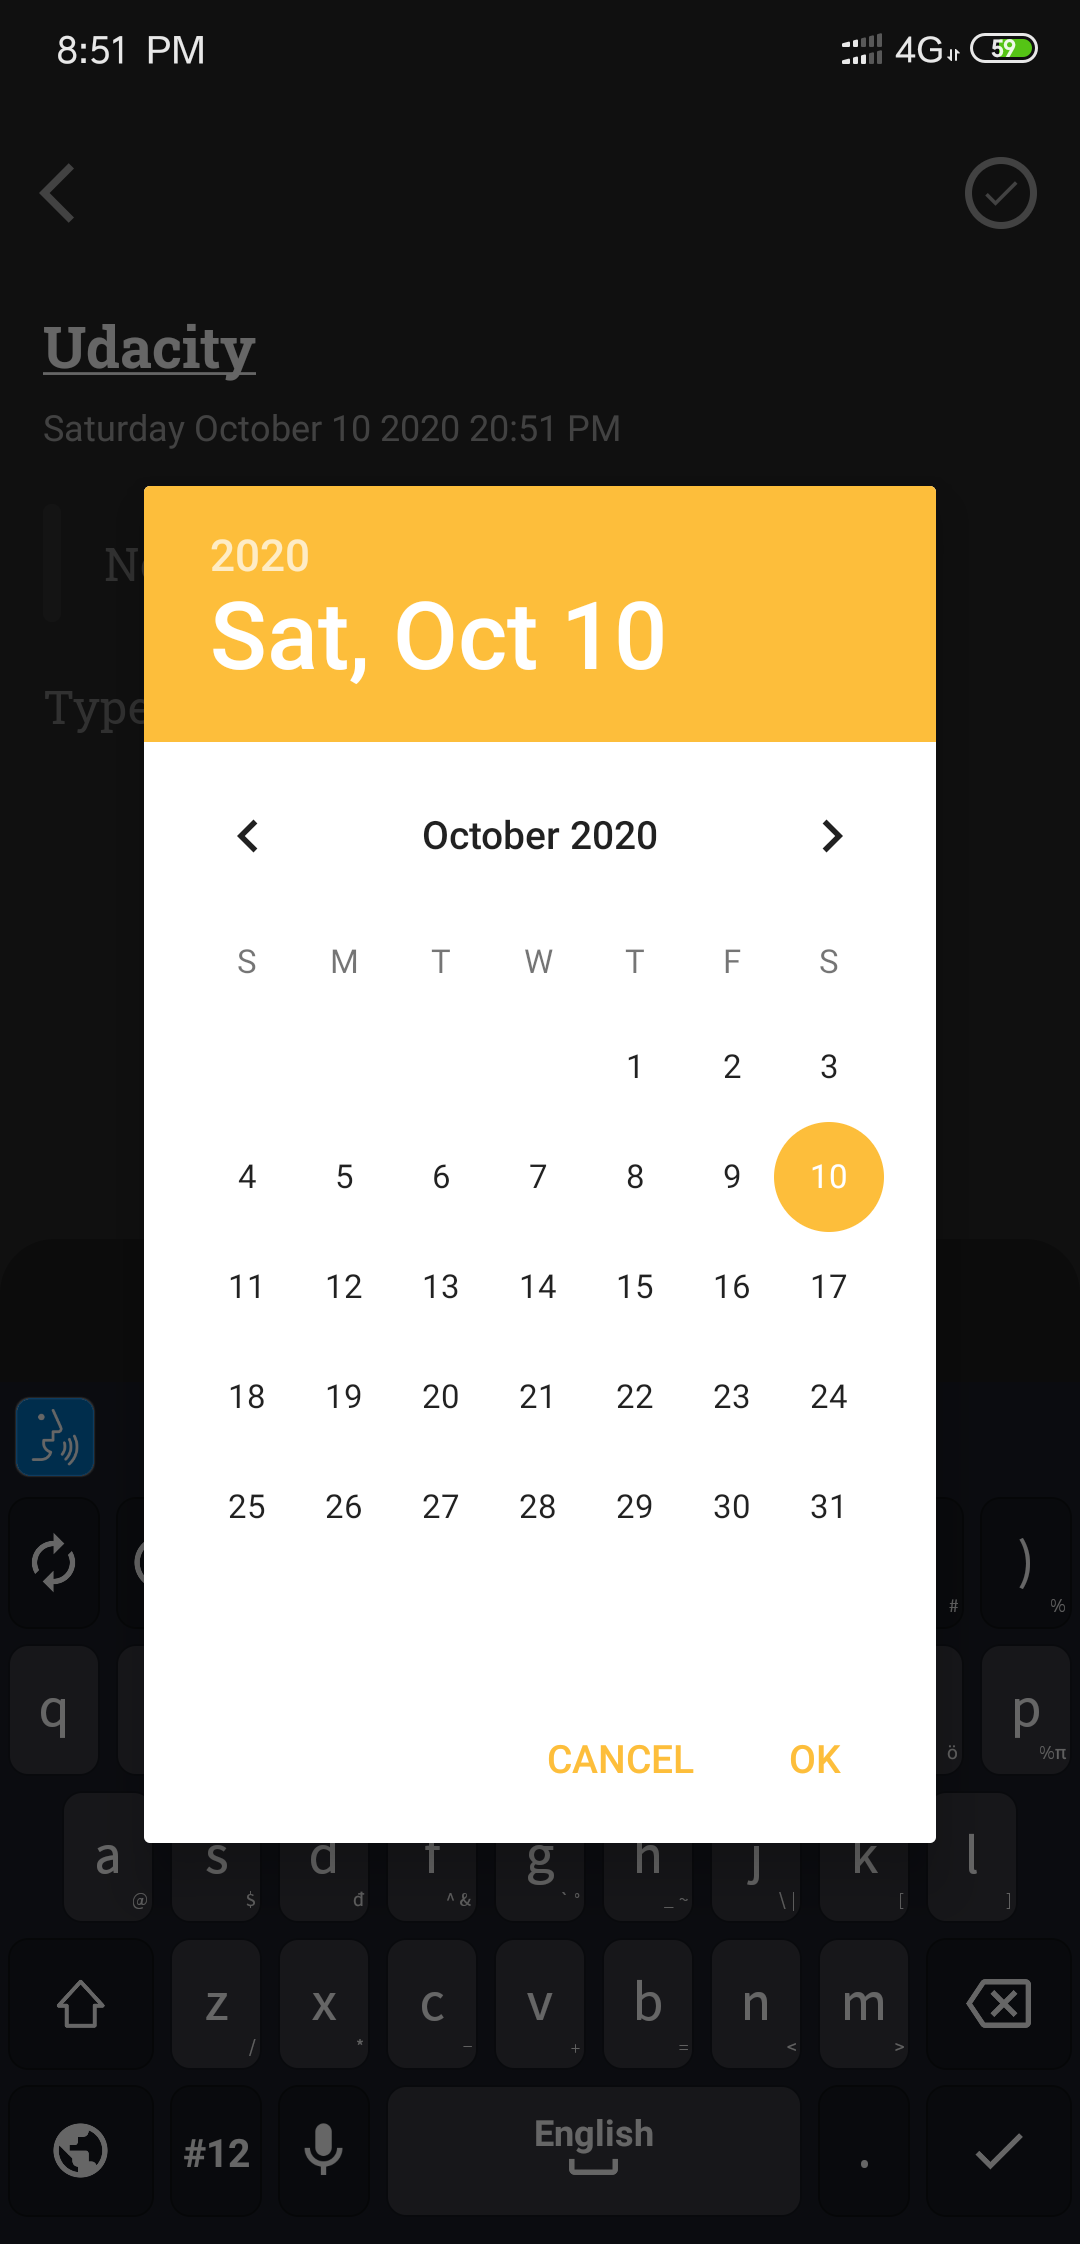 8:51 PM 4G 59
Udacity
Saturday October 10 2020 20:51 PM
2020
Sat, Oct 10
Type
October 2020
S M T W T F S
1 2 3
4 5 6 7 8 9 10
11 12 13 14 15 16 17
18 19 20 21 22 23 24
25 26 27 28 29 30 31
CANCEL OK
# ) %
q ö p %π
a @ s $ d đ f ^ & g ` ° h _ ~ j \ | k [ l ]
z / x * c − v + b = n < m >
#12 English .